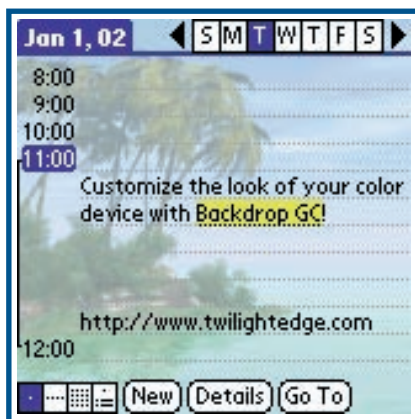 Jan 1, 02 S M T W T F S
8:00
9:00
10:00
11:00
Customize the look of your color
device with Backdrop GC!
http://www.twilightedge.com
12:00
New Details Go To